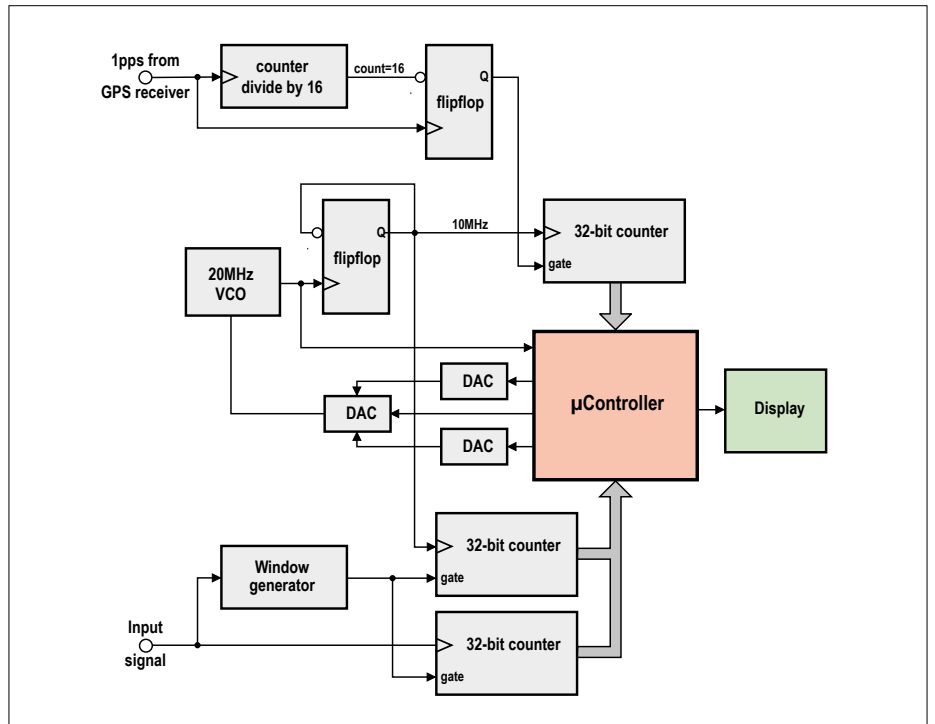 1pps from
GPS receiver
counter
divide by 16
count=16
Q
flipflop
Q
flipflop
10MHz
32-bit counter
gate
20MHz
VCO
DAC
DAC
DAC
µController
Display
32-bit counter
gate
Window
generator
32-bit counter
gate
Input
signal